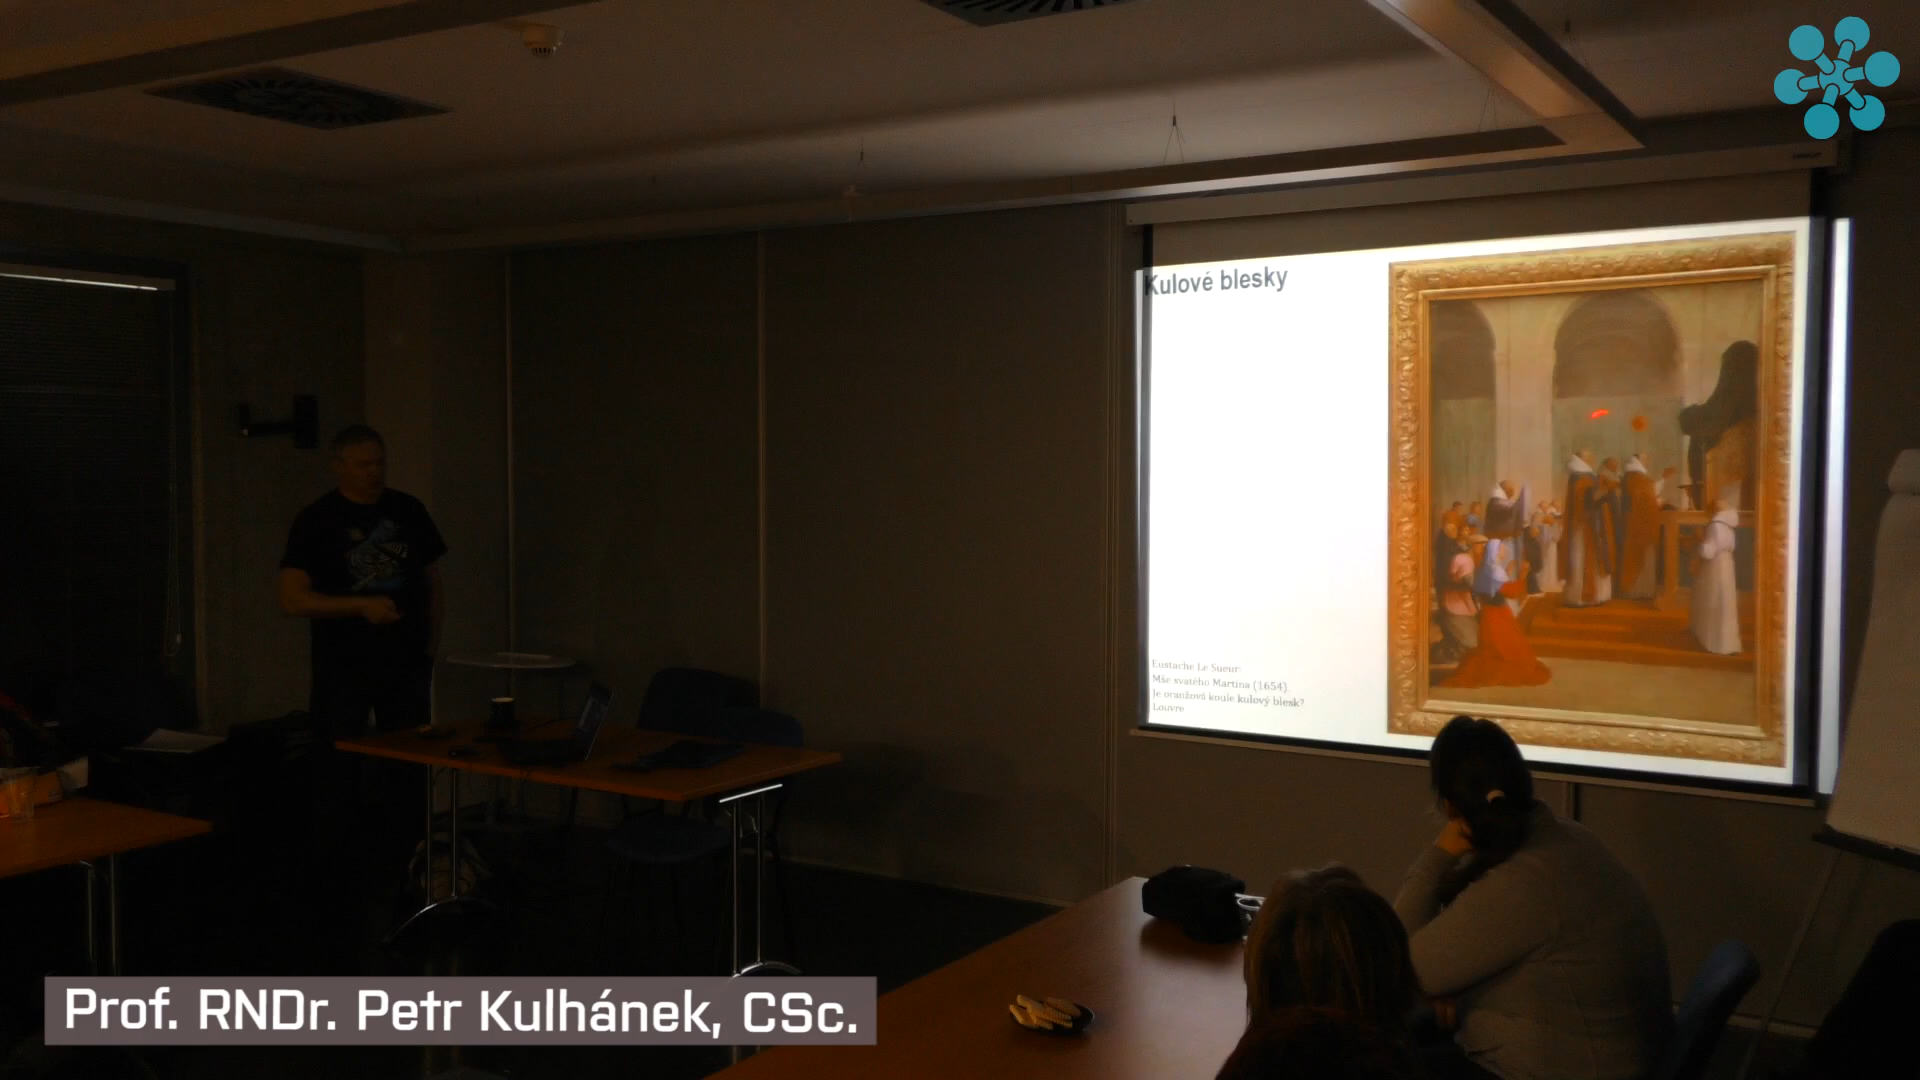 Kulové blesky
Eustache Le Sueur:
Mše svatého Martina (1654).
Je oranžová koule kulový blesk?
Louvre
Prof. RNDr. Petr Kulhánek, CSc.